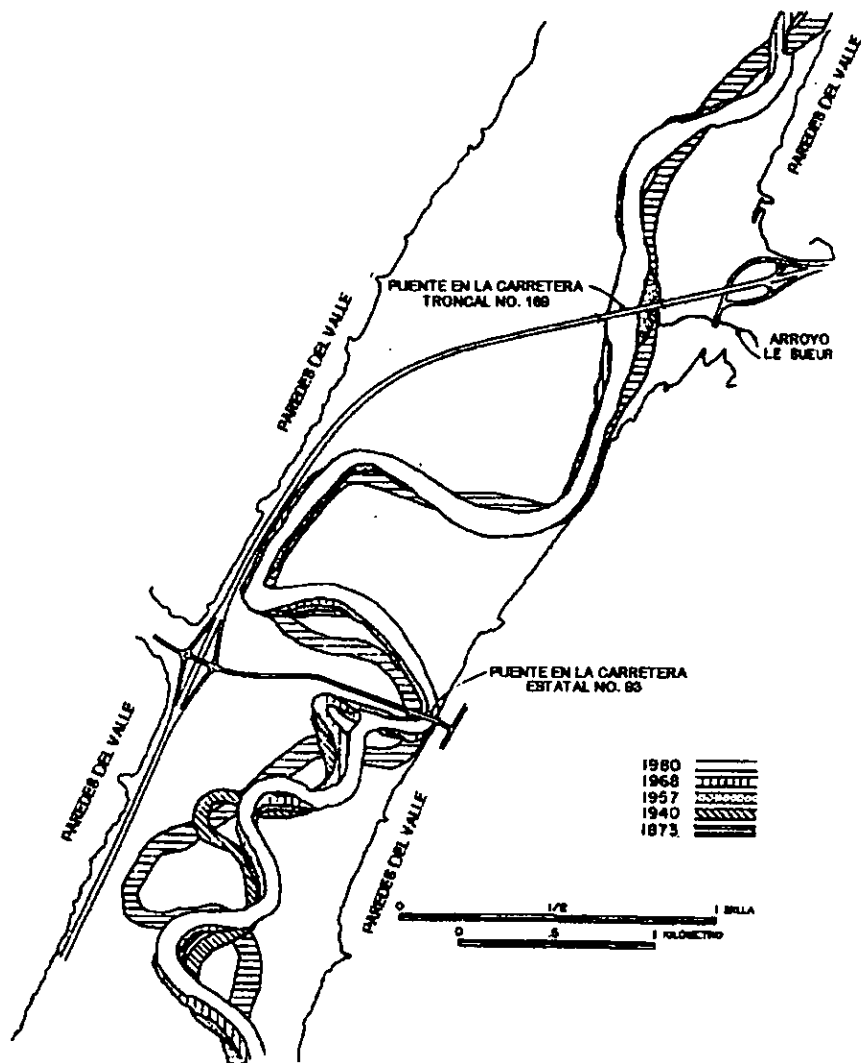 PAREDES DEL VALLE
PUENTE EN LA CARRETERA
TRONCAL NO. 169
PAREDES DEL VALLE
ARROYO
LE SUEUR
PUENTE EN LA CARRETERA
ESTATAL NO. 93
PAREDES DEL VALLE
PAREDES DEL VALLE
1980
1968
1957
1940
1873
0 1/2 1 MILLA
0 .5 1 KILOMETRO